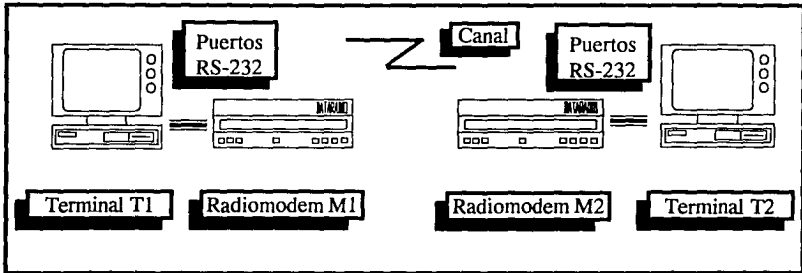 Puertos
RS-232
Canal
Puertos
RS-232
Terminal T1
Radiomodem M1
Radiomodem M2
Terminal T2